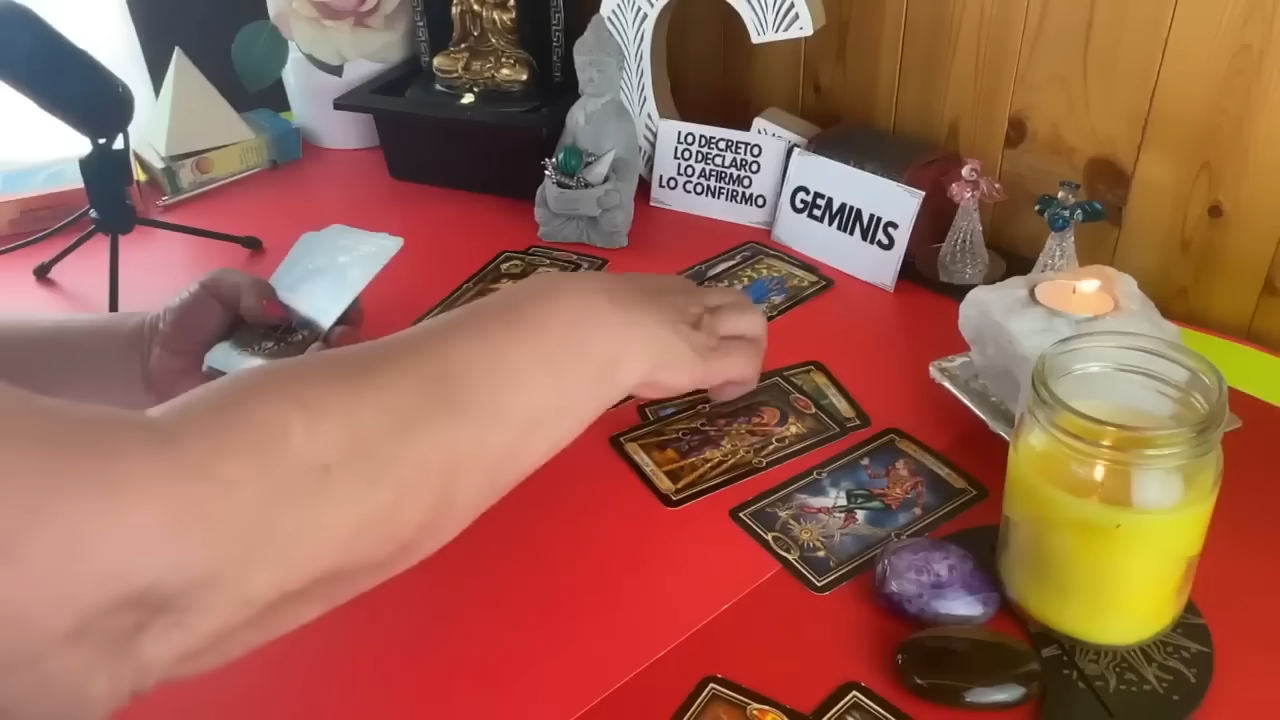 LO DECRETO
LO DECLARO
LO AFIRMO
LO CONFIRMO
GEMINIS